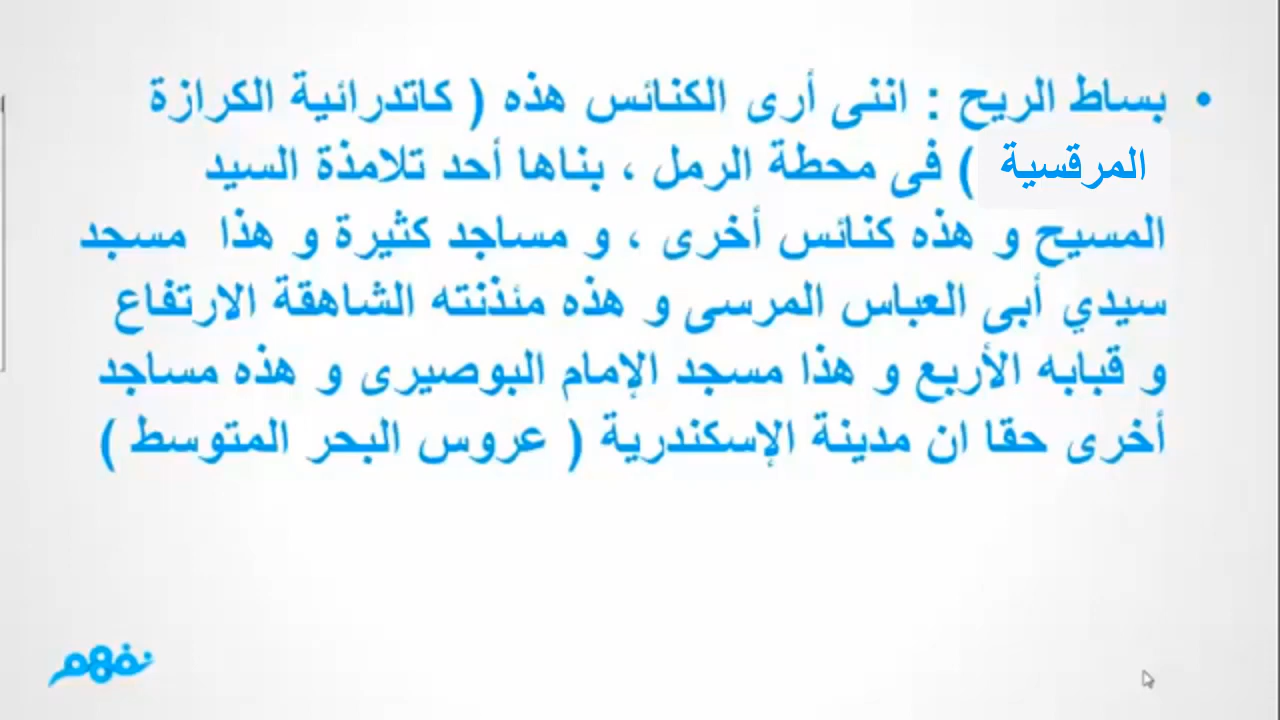 • بساط الريح : اننى أرى الكنائس هذه ( كاتدرائية الكرازة
المرقسية ) فى محطة الرمل ، بناها أحد تلامذة السيد
المسيح و هذه كنائس أخرى ، و مساجد كثيرة و هذا مسجد
سيدي أبى العباس المرسى و هذه مئذنته الشاهقة الارتفاع
و قبابه الأربع و هذا مسجد الإمام البوصيرى و هذه مساجد
أخرى حقا ان مدينة الإسكندرية ( عروس البحر المتوسط )
نفهم